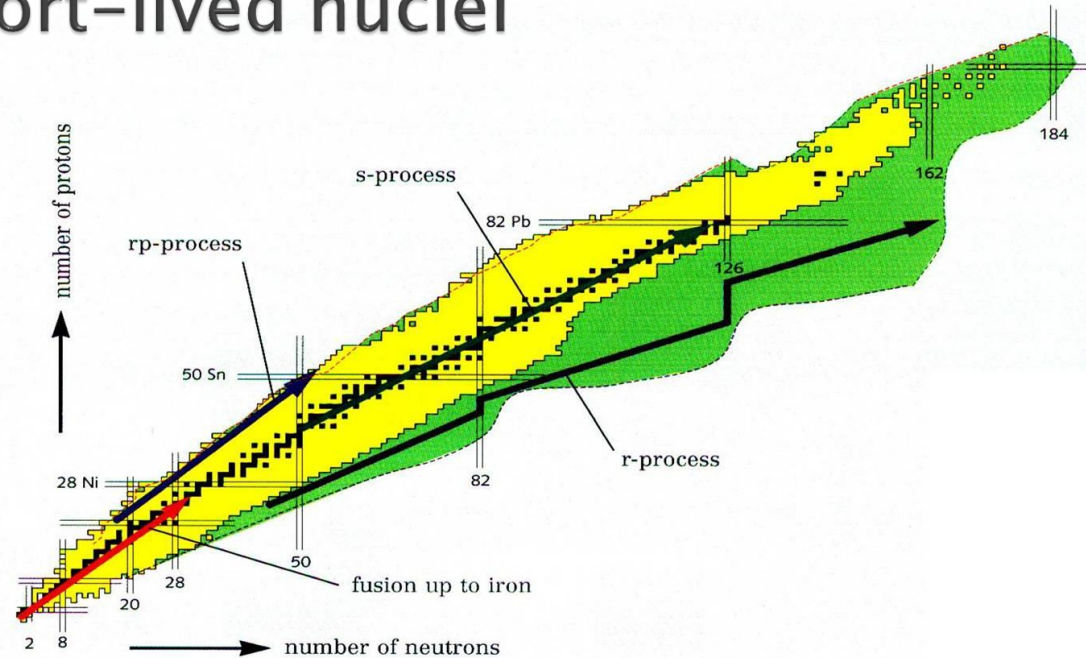 ort-lived nuclei
number of protons
s-process
rp-process
82 Pb
162
184
126
50 Sn
r-process
28 Ni
82
50
28
20
fusion up to iron
2 8
number of neutrons